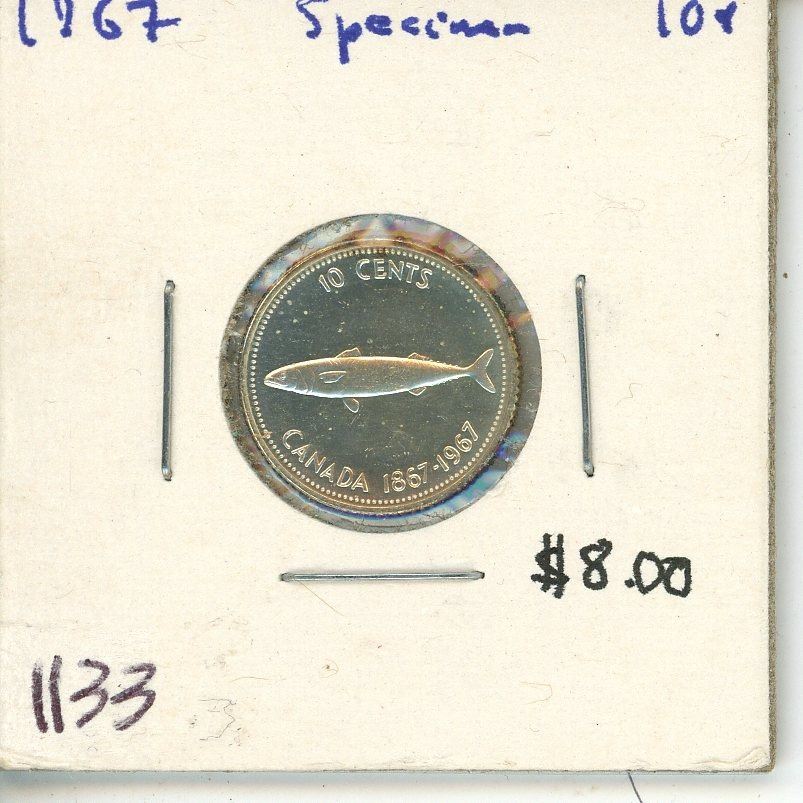 1967 Specimen 10¢
10 CENTS
CANADA 1867-1967
$8.00
1133